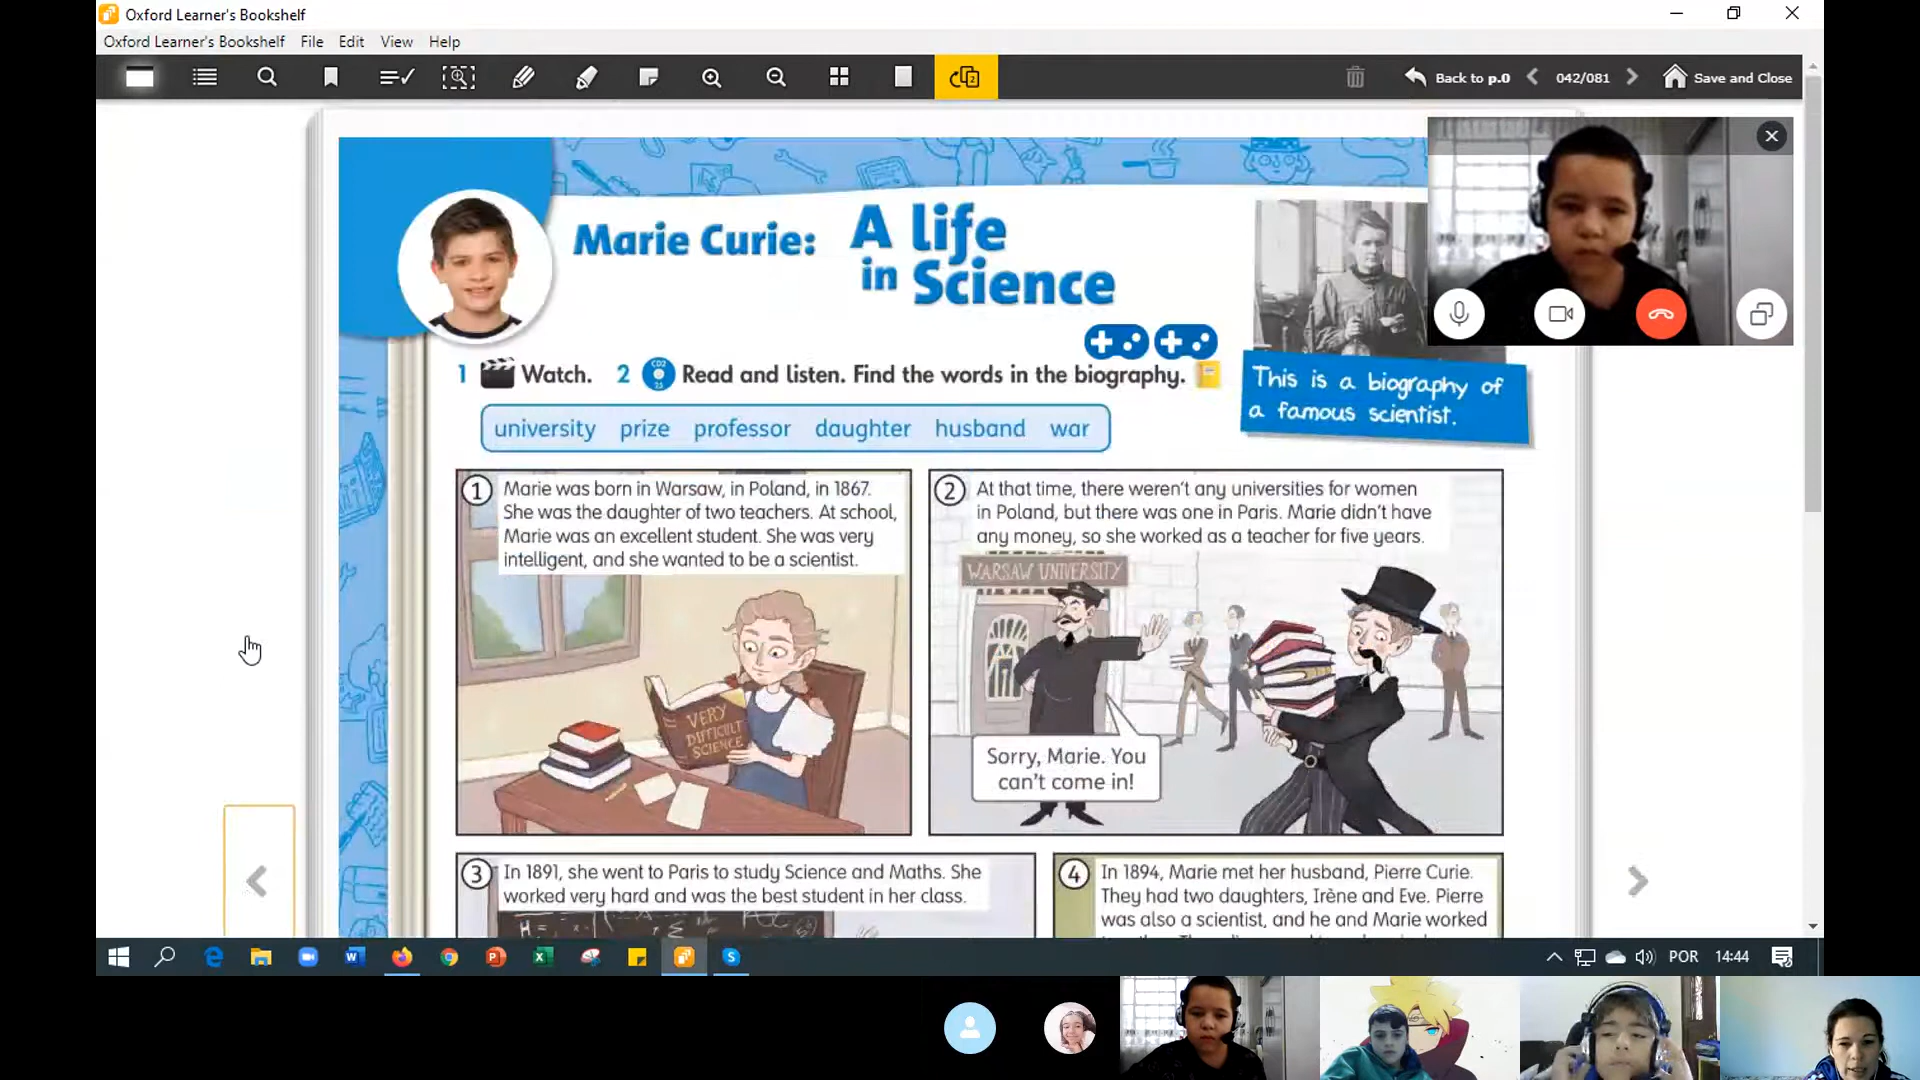 Oxford Learner's Bookshelf
Oxford Learner's Bookshelf File Edit View Help
Back to p.0 042/081 Save and Close
Marie Curie: A life
in Science
1 Watch. 2 Read and listen. Find the words in the biography.
university prize professor daughter husband war
This is a biography of
a famous scientist.
1 Marie was born in Warsaw, in Poland, in 1867.
She was the daughter of two teachers. At school,
Marie was an excellent student. She was very
intelligent, and she wanted to be a scientist.
VERY
DIFFICULT
SCIENCE
2 At that time, there weren't any universities for women
in Poland, but there was one in Paris. Marie didn't have
any money, so she worked as a teacher for five years.
WARSAW UNIVERSITY
Sorry, Marie. You
can't come in!
3 In 1891, she went to Paris to study Science and Maths. She
worked very hard and was the best student in her class.
4 In 1894, Marie met her husband, Pierre Curie.
They had two daughters, Irène and Eve. Pierre
was also a scientist, and he and Marie worked
POR 14:44